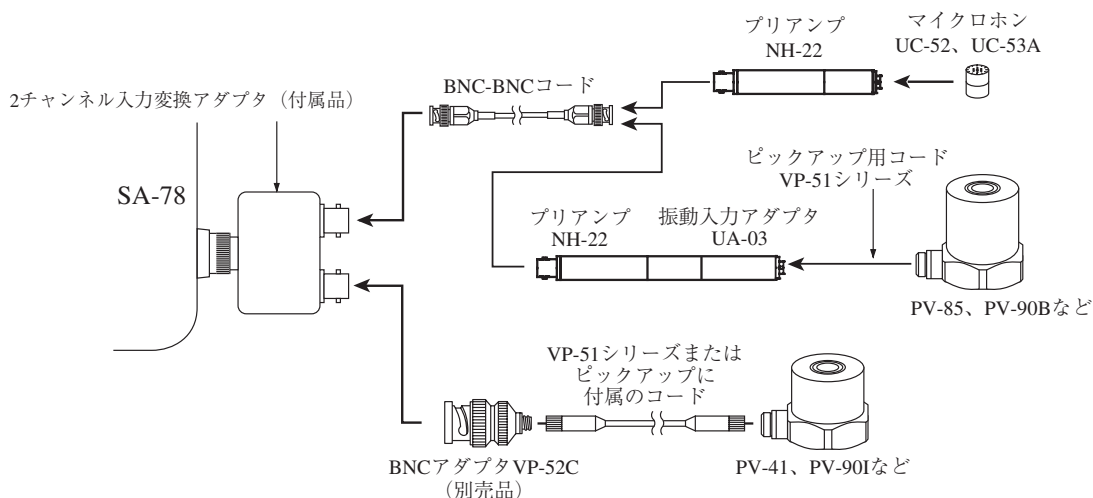 プリアンプ
NH-22
マイクロホン
UC-52、UC-53A
BNC-BNCコード
2チャンネル入力変換アダプタ（付属品）
SA-78
ピックアップ用コード
VP-51シリーズ
プリアンプ
NH-22
振動入力アダプタ
UA-03
PV-85、PV-90Bなど
VP-51シリーズまたは
ピックアップに
付属のコード
BNCアダプタVP-52C
（別売品）
PV-41、PV-90Iなど